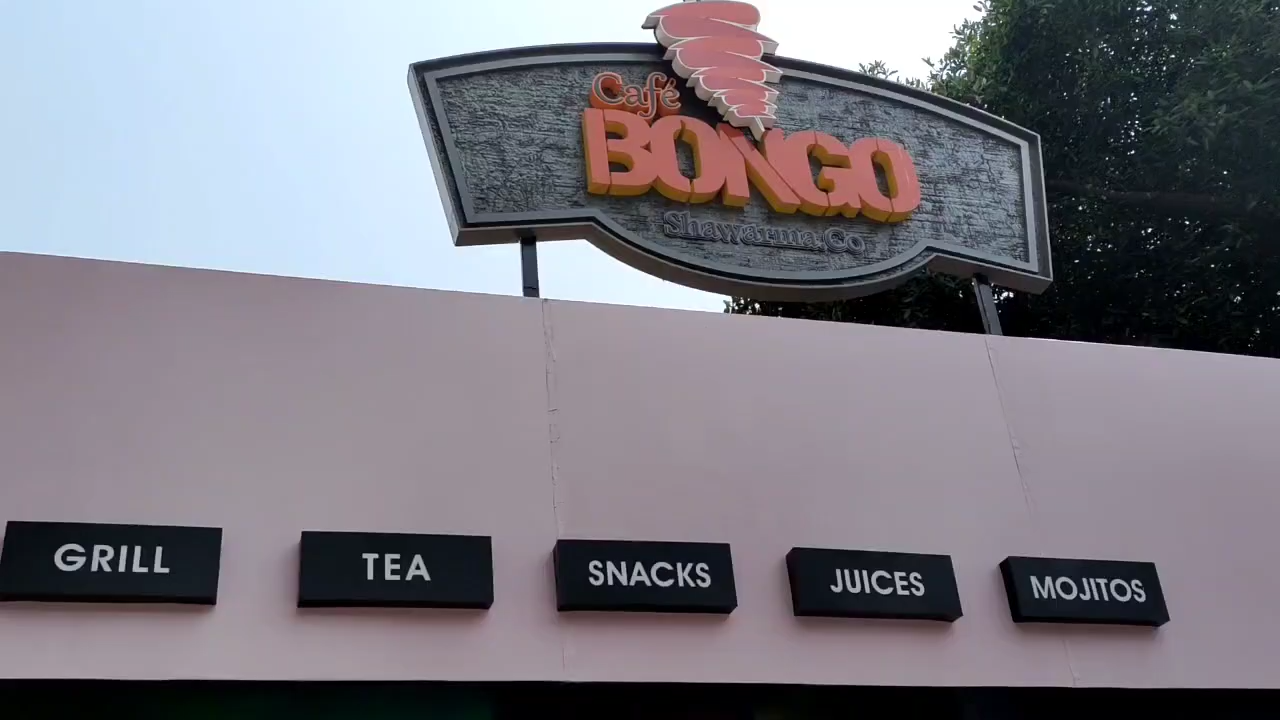 Café
BONGO
Shawarma Co
GRILL
TEA
SNACKS
JUICES
MOJITOS